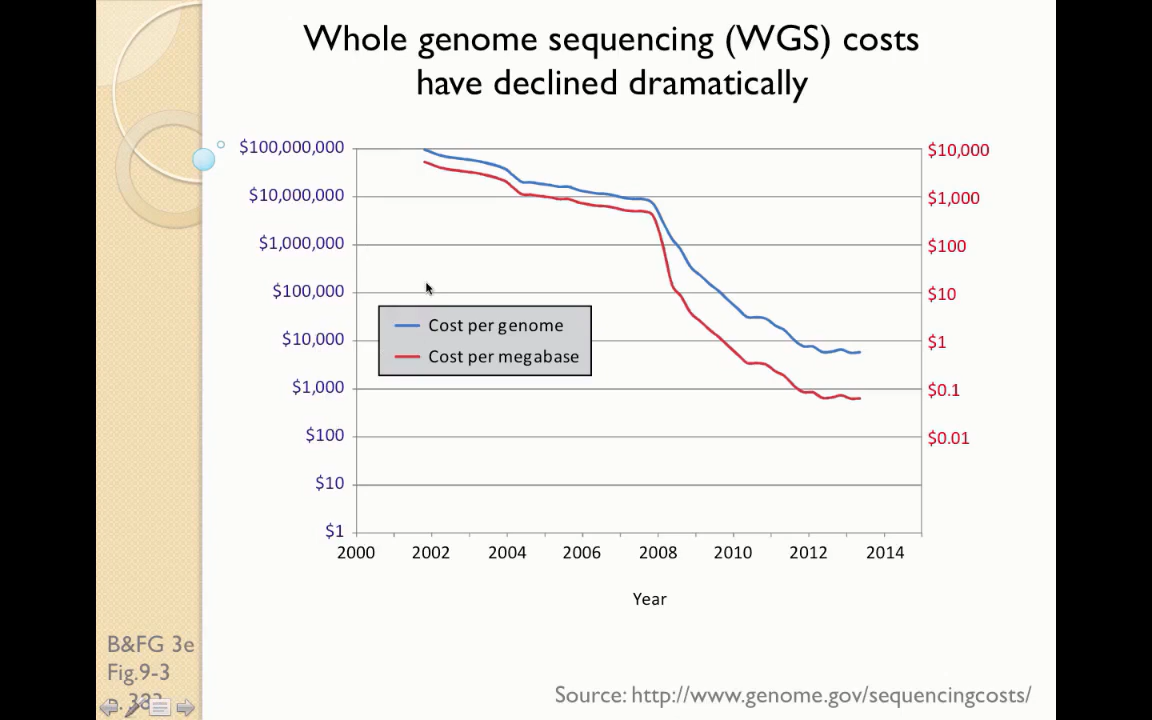 Whole genome sequencing (WGS) costs
have declined dramatically
$100,000,000
$10,000,000
$1,000,000
$100,000
$10,000
$1,000
$100
$10
$1
$10,000
$1,000
$100
$10
$1
$0.1
$0.01
Cost per genome
Cost per megabase
2000 2002 2004 2006 2008 2010 2012 2014
Year
B&FG 3e
Fig.9-3
Source: http://www.genome.gov/sequencingcosts/